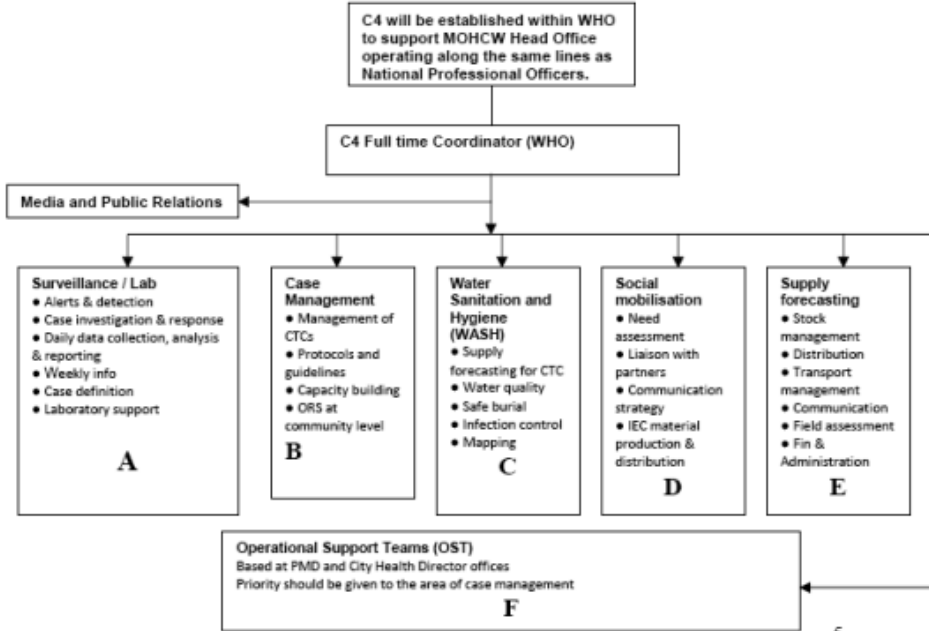 C4 will be established within WHO
to support MOHCW Head Office
operating along the same lines as
National Professional Officers.
C4 Full time Coordinator (WHO)
Media and Public Relations
Surveillance / Lab
● Alerts & detection
● Case investigation & response
● Daily data collection, analysis
& reporting
● Weekly info
● Case definition
● Laboratory support
A
Case
Management
● Management of
CTCs
● Protocols and
guidelines
● Capacity building
● ORS at
community level
B
Water
Sanitation and
Hygiene
(WASH)
● Supply
forecasting for CTC
● Water quality
● Safe burial
● Infection control
● Mapping
C
Social
mobilisation
● Need
assessment
● Liaison with
partners
● Communication
strategy
● IEC material
production &
distribution
D
Supply
forecasting
● Stock
management
● Distribution
● Transport
management
● Communication
● Field assessment
● Fin &
Administration
E
Operational Support Teams (OST)
Based at PMD and City Health Director offices
Priority should be given to the area of case management
F